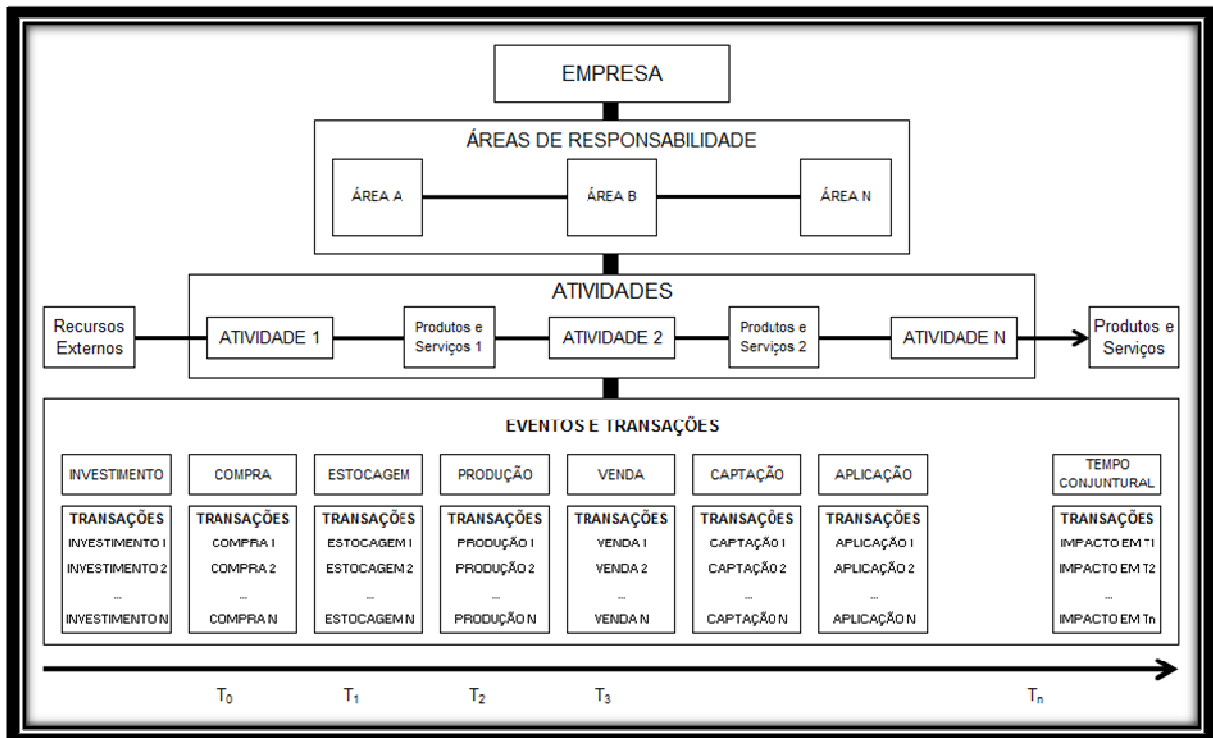 EMPRESA
ÁREAS DE RESPONSABILIDADE
ÁREA A
ÁREA B
ÁREA N
ATIVIDADES
Recursos
Externos
ATIVIDADE 1
Produtos e
Serviços 1
ATIVIDADE 2
Produtos e
Serviços 2
ATIVIDADE N
Produtos e
Serviços
EVENTOS E TRANSAÇÕES
INVESTIMENTO
COMPRA
ESTOCAGEM
PRODUÇÃO
VENDA
CAPTAÇÃO
APLICAÇÃO
TEMPO
CONJUNTURAL
TRANSAÇÕES
INVESTIMENTO 1
INVESTIMENTO 2
...
INVESTIMENTO N
TRANSAÇÕES
COMPRA 1
COMPRA 2
...
COMPRA N
TRANSAÇÕES
ESTOCAGEM 1
ESTOCAGEM 2
...
ESTOCAGEM N
TRANSAÇÕES
PRODUÇÃO 1
PRODUÇÃO 2
...
PRODUÇÃO N
TRANSAÇÕES
VENDA 1
VENDA 2
...
VENDA N
TRANSAÇÕES
CAPTAÇÃO 1
CAPTAÇÃO 2
...
CAPTAÇÃO N
TRANSAÇÕES
APLICAÇÃO 1
APLICAÇÃO 2
...
APLICAÇÃO N
TRANSAÇÕES
IMPACTO EM T1
IMPACTO EM T2
...
IMPACTO EM Tn
T₀
T₁
T₂
T₃
Tₙ